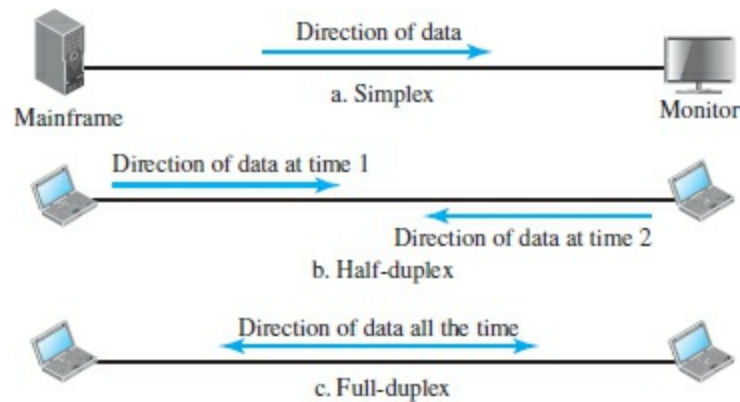 Direction of data
Mainframe
a. Simplex
Monitor
Direction of data at time 1
Direction of data at time 2
b. Half-duplex
Direction of data all the time
c. Full-duplex